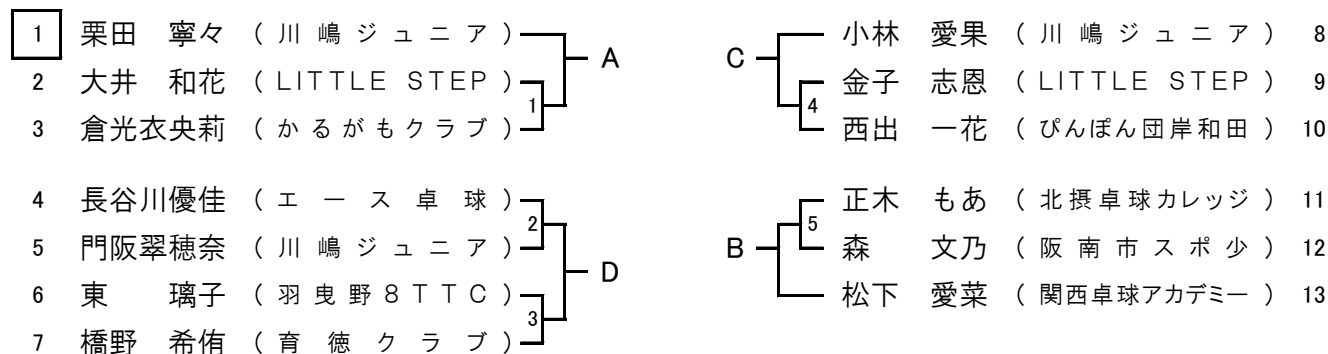 1 栗田 寧々 (川嶋ジュニア)
A
2 大井 和花 (LITTLE STEP)
1
3 倉光衣央莉 (かるがもクラブ)
4 長谷川優佳 (エース卓球)
2
5 門阪翠穂奈 (川嶋ジュニア)
D
6 東 璃子 (羽曳野8TTC)
3
7 橋野 希侑 (育徳クラブ)
C
小林 愛果 (川嶋ジュニア) 8
金子 志恩 (LITTLE STEP) 9
4
西出 一花 (ぴんぽん団岸和田) 10
正木 もあ (北摂卓球カレッジ) 11
5
B
森 文乃 (阪南市スポ少) 12
松下 愛菜 (関西卓球アカデミー) 13